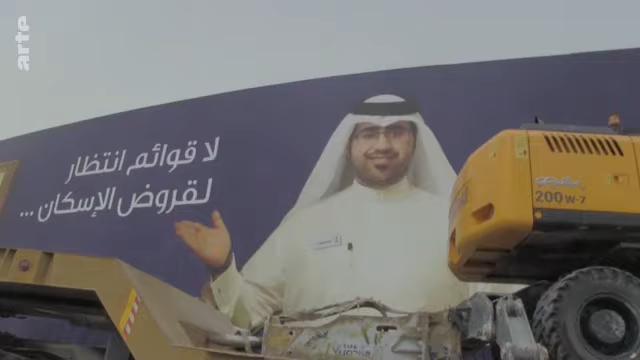 arte
لا قوائم انتظار
لقروض الإسكان ...
200W-7